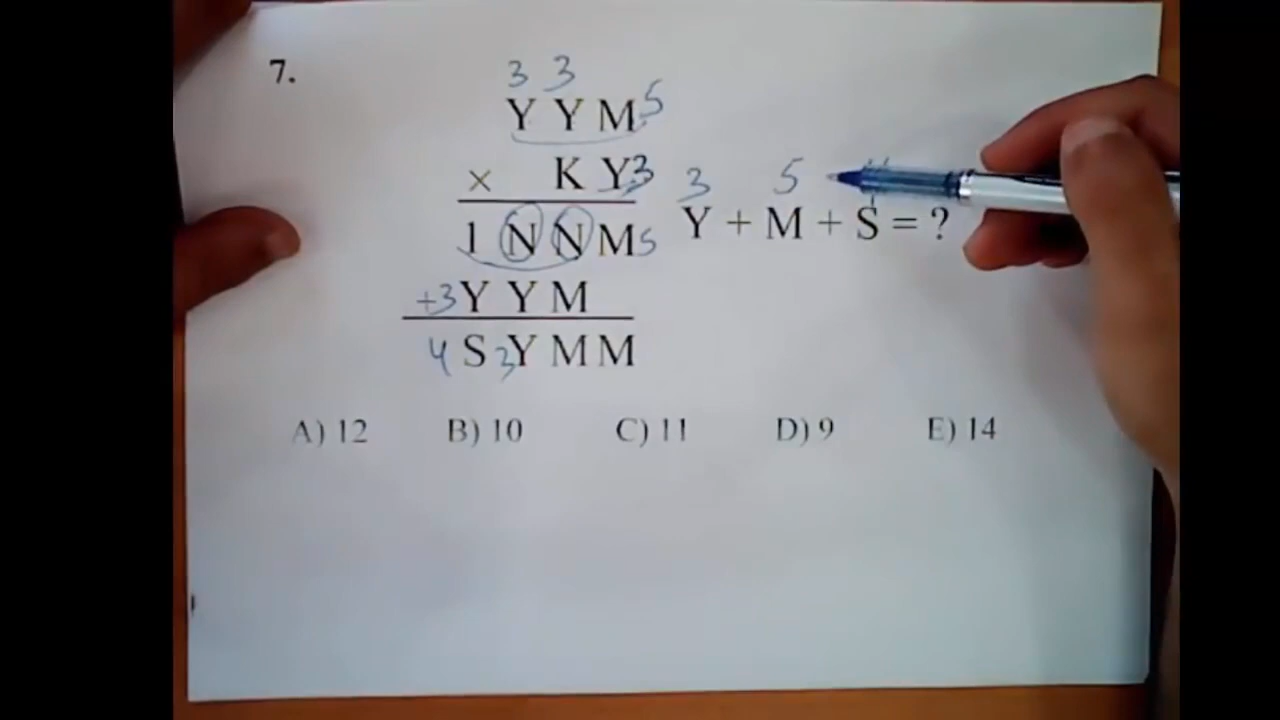 7.
3 3
Y Y M 5
× K Y 3
1 N N M 5
+ 3 Y Y M
4 S 3 Y M M
3 5
Y + M + S = ?
A) 12 B) 10 C) 11 D) 9 E) 14